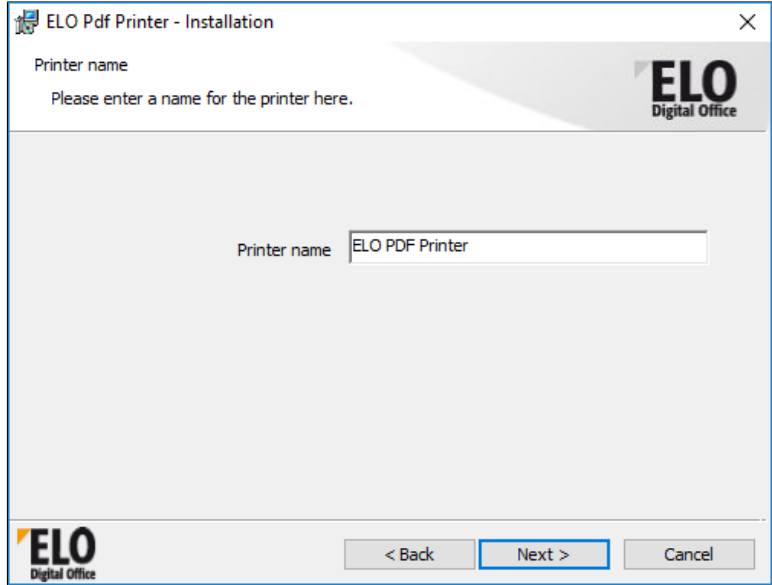 ELO Pdf Printer - Installation
Printer name
Please enter a name for the printer here.
ELO
Digital Office
Printer name
ELO PDF Printer
ELO
Digital Office
< Back
Next >
Cancel